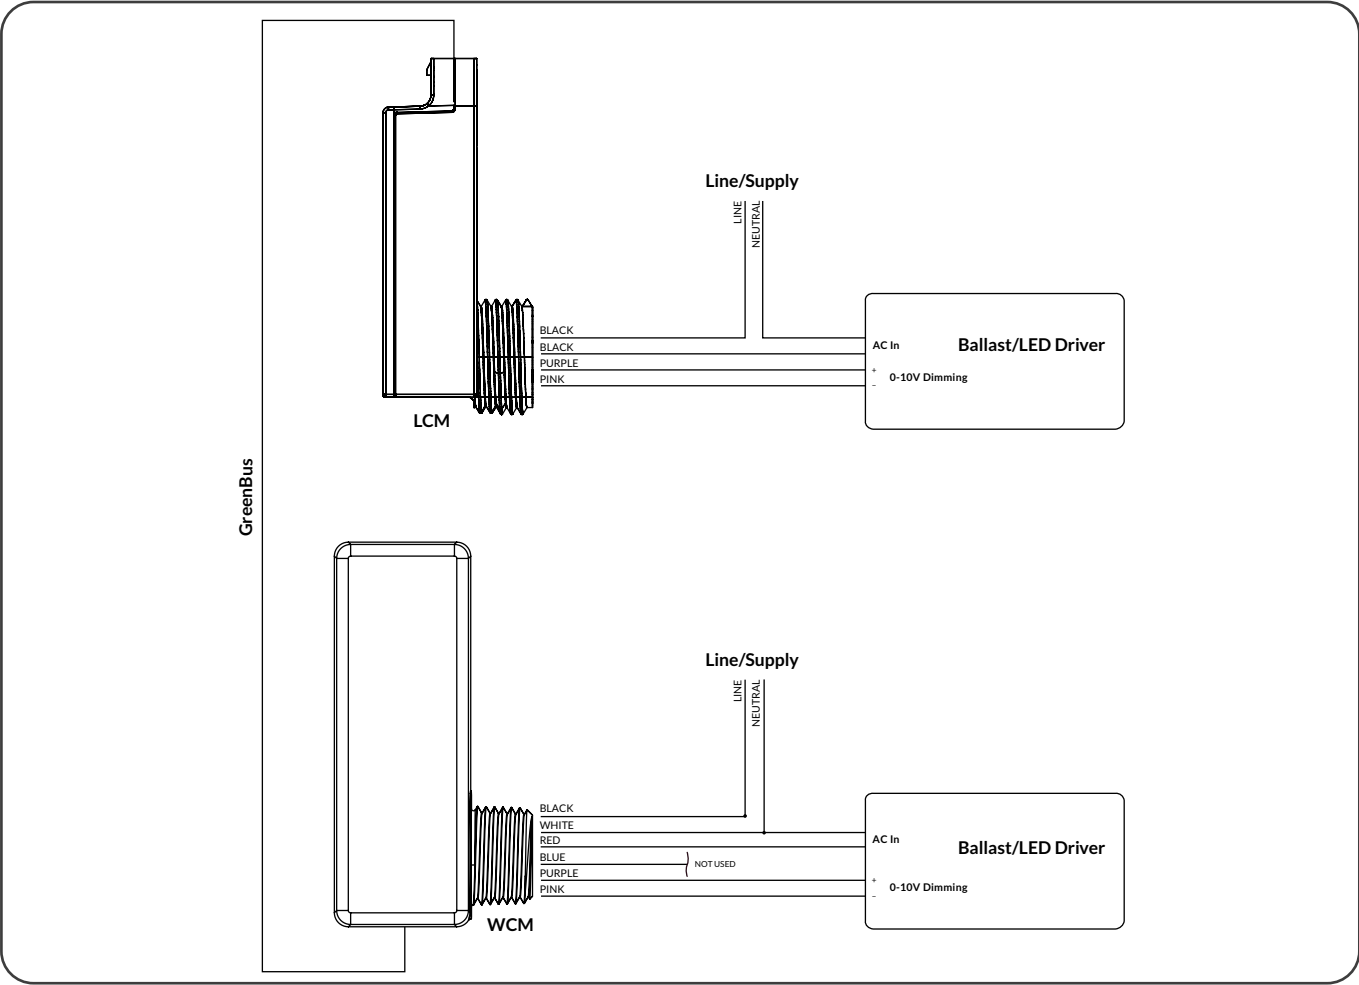 Line/Supply
LINE
NEUTRAL
BLACK
BLACK
PURPLE
PINK
AC In
Ballast/LED Driver
+
0-10V Dimming
–
LCM
GreenBus
Line/Supply
LINE
NEUTRAL
BLACK
WHITE
RED
BLUE
NOT USED
PURPLE
PINK
AC In
Ballast/LED Driver
+
0-10V Dimming
–
WCM